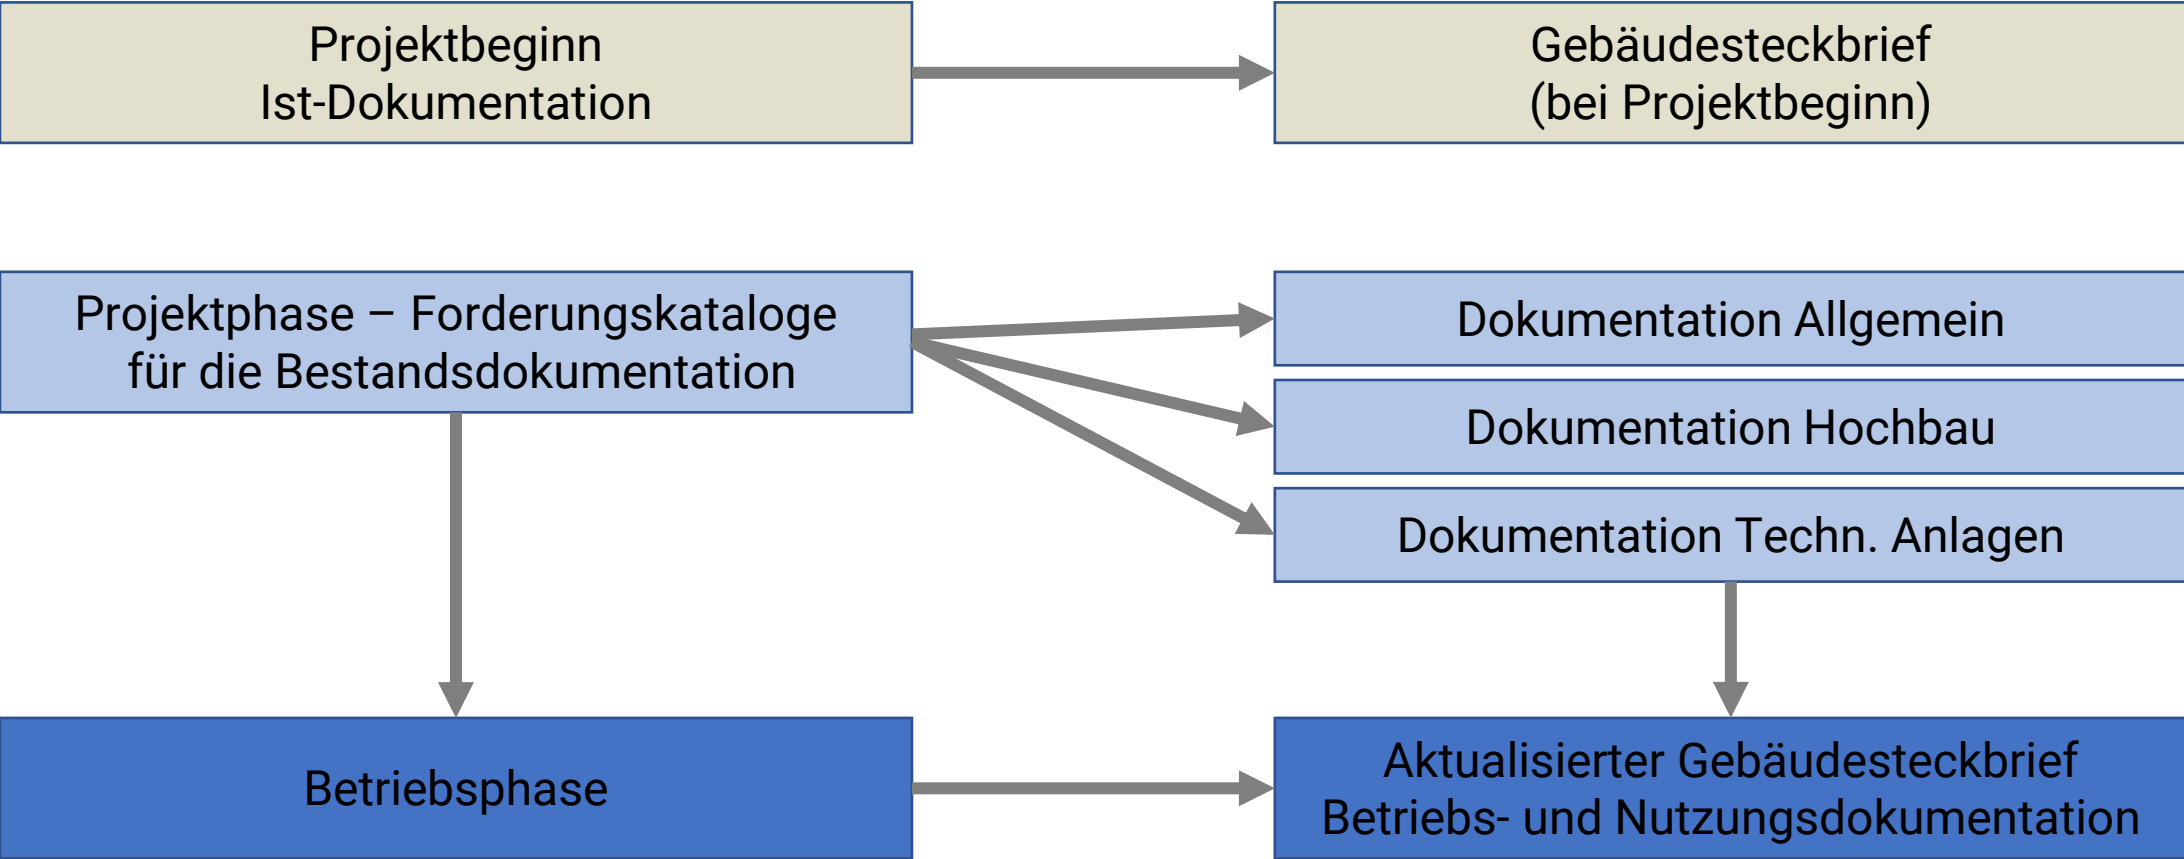 Projektbeginn
Ist-Dokumentation
Gebäudesteckbrief
(bei Projektbeginn)
Projektphase – Forderungskataloge
für die Bestandsdokumentation
Dokumentation Allgemein
Dokumentation Hochbau
Dokumentation Techn. Anlagen
Betriebsphase
Aktualisierter Gebäudesteckbrief
Betriebs- und Nutzungsdokumentation